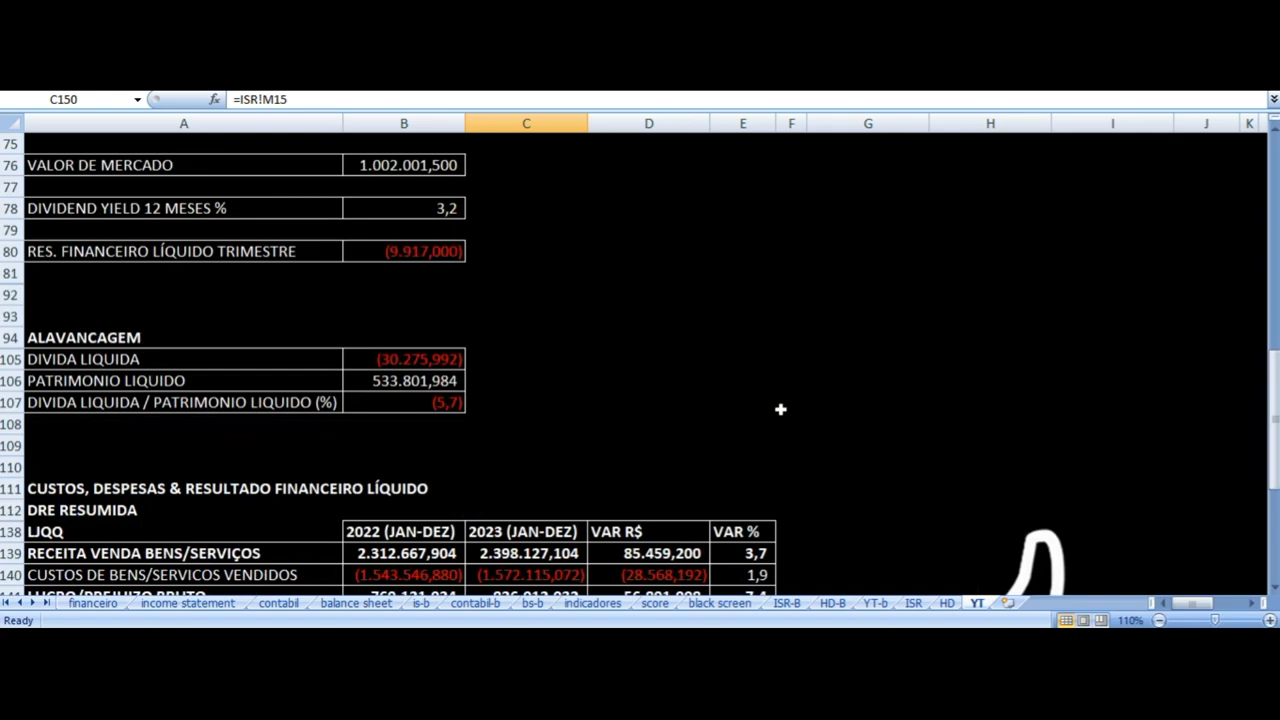 C150 fx =ISR!M15
A B C D E F G H I J K
75
76 VALOR DE MERCADO 1.002.001,500
77
78 DIVIDEND YIELD 12 MESES % 3,2
79
80 RES. FINANCEIRO LÍQUIDO TRIMESTRE (9.917,000)
81
92
93
94 ALAVANCAGEM
105 DIVIDA LIQUIDA (30.275,992)
106 PATRIMONIO LIQUIDO 533.801,984
107 DIVIDA LIQUIDA / PATRIMONIO LIQUIDO (%) (5,7)
108
109
110
111 CUSTOS, DESPESAS & RESULTADO FINANCEIRO LÍQUIDO
112 DRE RESUMIDA
138 LJQQ 2022 (JAN-DEZ) 2023 (JAN-DEZ) VAR R$ VAR %
139 RECEITA VENDA BENS/SERVIÇOS 2.312.667,904 2.398.127,104 85.459,200 3,7
140 CUSTOS DE BENS/SERVICOS VENDIDOS (1.543.546,880) (1.572.115,072) (28.568,192) 1,9
financeiro income statement contabil balance sheet is-b contabil-b bs-b indicadores score black screen ISR-B HD-B YT-b ISR HD YT
Ready 110%